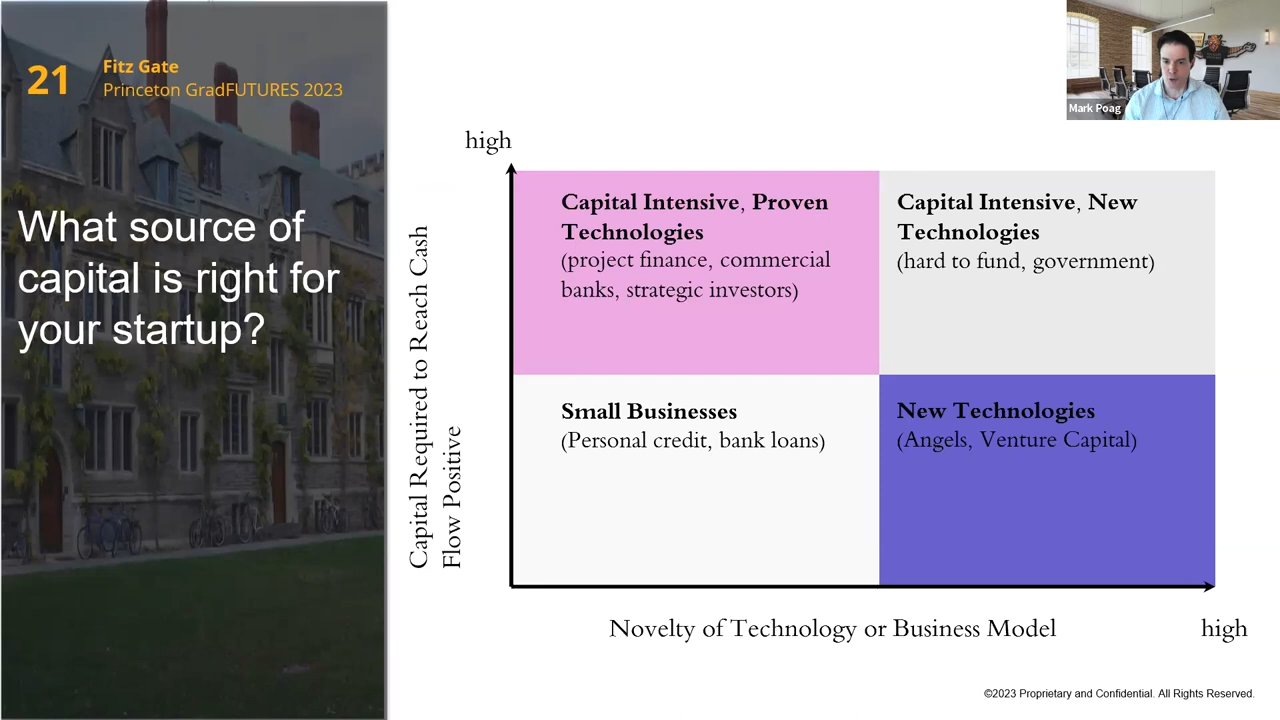 21
Fitz Gate
Princeton GradFUTURES 2023
What source of
capital is right for
your startup?
Mark Poag
high
Capital Required to Reach Cash
Flow Positive
Capital Intensive, Proven
Technologies
(project finance, commercial
banks, strategic investors)
Capital Intensive, New
Technologies
(hard to fund, government)
Small Businesses
(Personal credit, bank loans)
New Technologies
(Angels, Venture Capital)
Novelty of Technology or Business Model
high
©2023 Proprietary and Confidential. All Rights Reserved.